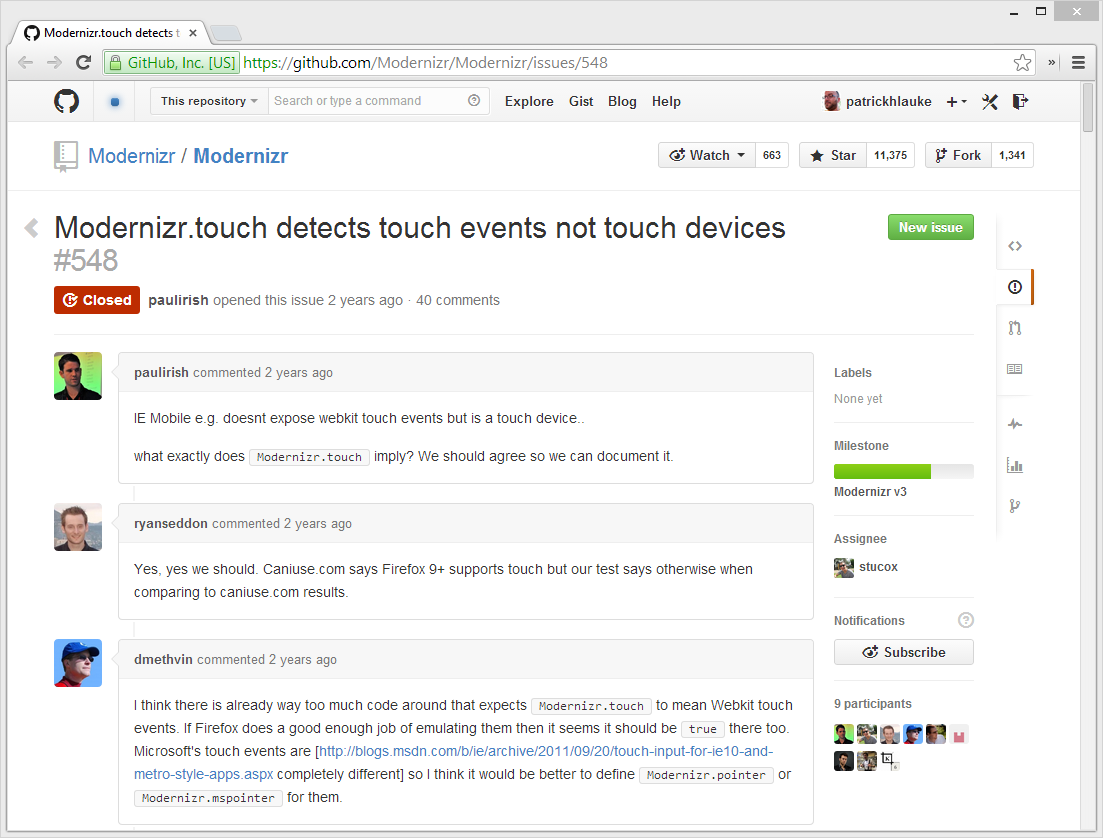 Modernizr.touch detects t
GitHub, Inc. [US] https://github.com/Modernizr/Modernizr/issues/548
This repository Search or type a command Explore Gist Blog Help patrickhlauke
Modernizr / Modernizr Watch 663 Star 11,375 Fork 1,341
Modernizr.touch detects touch events not touch devices
#548
New issue
Closed paulirish opened this issue 2 years ago · 40 comments
paulirish commented 2 years ago
IE Mobile e.g. doesnt expose webkit touch events but is a touch device..
what exactly does Modernizr.touch imply? We should agree so we can document it.
ryanseddon commented 2 years ago
Yes, yes we should. Caniuse.com says Firefox 9+ supports touch but our test says otherwise when
comparing to caniuse.com results.
dmethvin commented 2 years ago
I think there is already way too much code around that expects Modernizr.touch to mean Webkit touch
events. If Firefox does a good enough job of emulating them then it seems it should be true there too.
Microsoft's touch events are [http://blogs.msdn.com/b/ie/archive/2011/09/20/touch-input-for-ie10-and-
metro-style-apps.aspx completely different] so I think it would be better to define Modernizr.pointer or
Modernizr.mspointer for them.
Labels
None yet
Milestone
Modernizr v3
Assignee
stucox
Notifications
Subscribe
9 participants